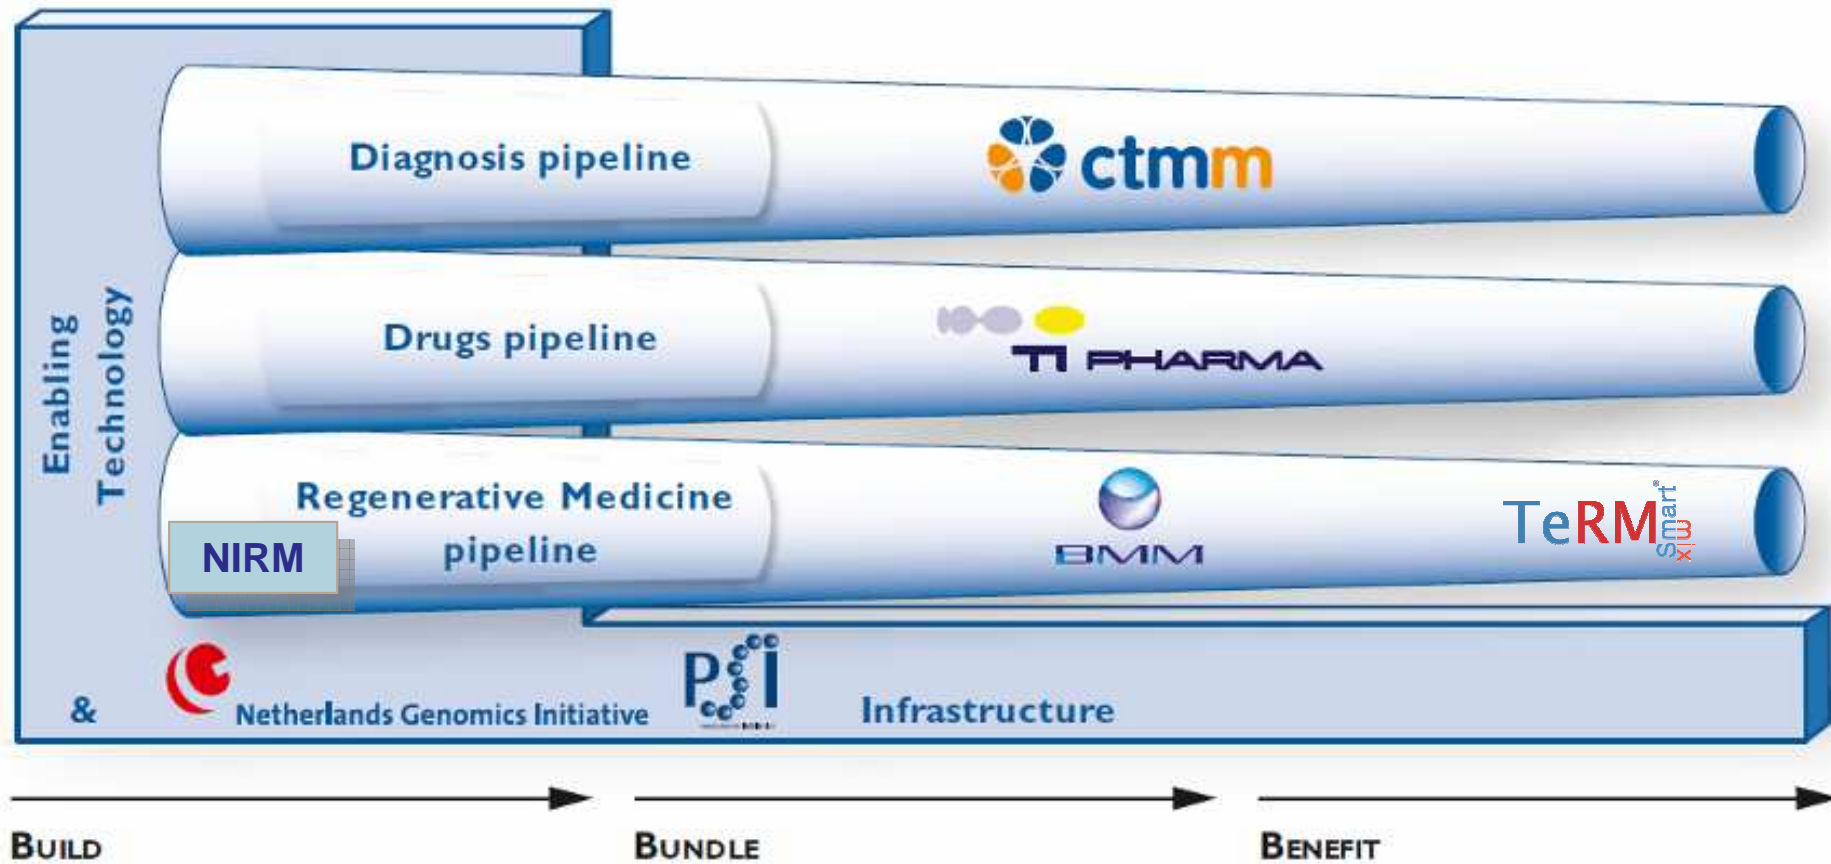 Diagnosis pipeline
ctmm
Enabling
Technology
Drugs pipeline
TI PHARMA
Regenerative Medicine
pipeline
NIRM
BMM
TeRM Smart® mix
&
Netherlands Genomics Initiative
PSI
Infrastructure
BUILD
BUNDLE
BENEFIT